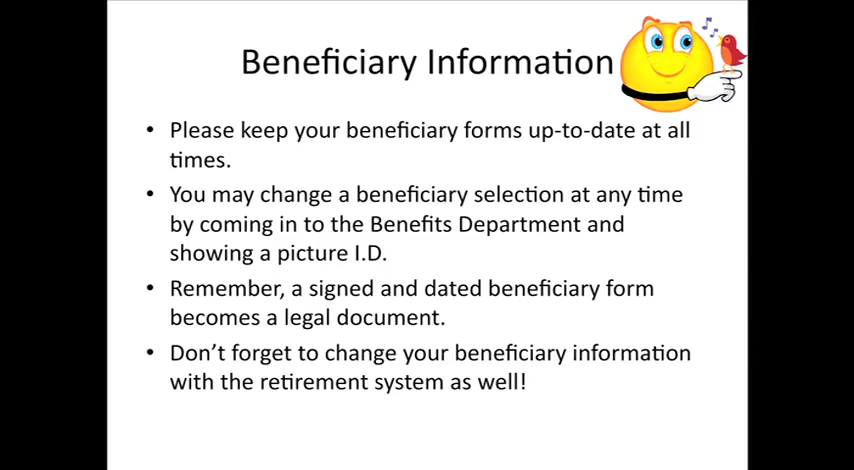 Beneficiary Information
• Please keep your beneficiary forms up-to-date at all
times.
• You may change a beneficiary selection at any time
by coming in to the Benefits Department and
showing a picture I.D.
• Remember, a signed and dated beneficiary form
becomes a legal document.
• Don’t forget to change your beneficiary information
with the retirement system as well!